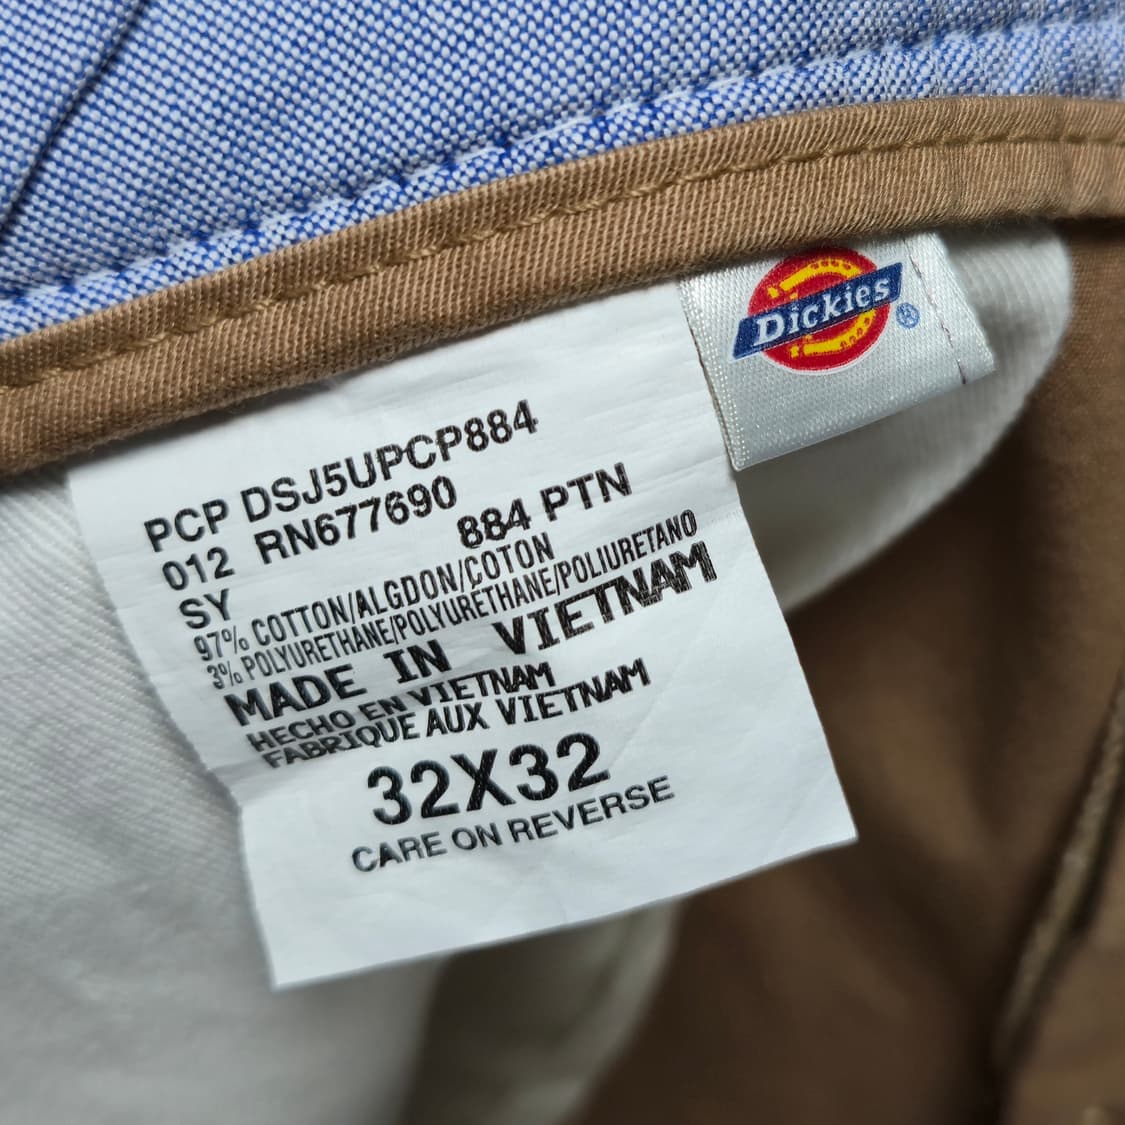 Dickies ®
PCP DSJ5UPCP884
012 RN677690
884 PTN
SY
97% COTTON/ALGDON/COTON
3% POLYURETHANE/POLYURETHANE/POLIURETANO
MADE IN VIETNAM
HECHO EN VIETNAM
FABRIQUE AUX VIETNAM
32X32
CARE ON REVERSE